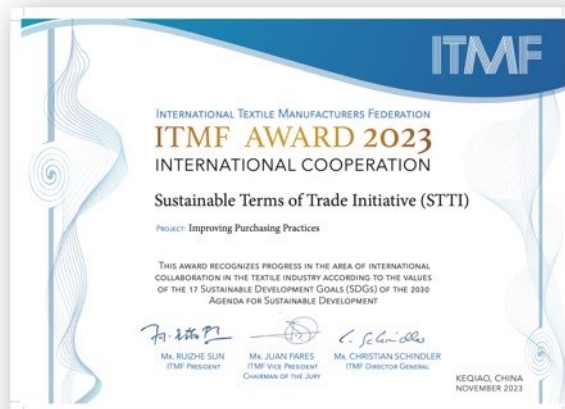 ITMF
INTERNATIONAL TEXTILE MANUFACTURERS FEDERATION
ITMF AWARD 2023
INTERNATIONAL COOPERATION
Sustainable Terms of Trade Initiative (STTI)
PROJECT: Improving Purchasing Practices
THIS AWARD RECOGNIZES PROGRESS IN THE AREA OF INTERNATIONAL
COLLABORATION IN THE TEXTILE INDUSTRY ACCORDING TO THE VALUES
OF THE 17 SUSTAINABLE DEVELOPMENT GOALS (SDGs) OF THE 2030
AGENDA FOR SUSTAINABLE DEVELOPMENT
C. Schindler
MR. RUIZHE SUN
ITMF PRESIDENT
MR. JUAN PARES
ITMF VICE PRESIDENT
CHAIRMAN OF THE JURY
MR. CHRISTIAN SCHINDLER
ITMF DIRECTOR GENERAL
KEQIAO, CHINA
NOVEMBER 2023